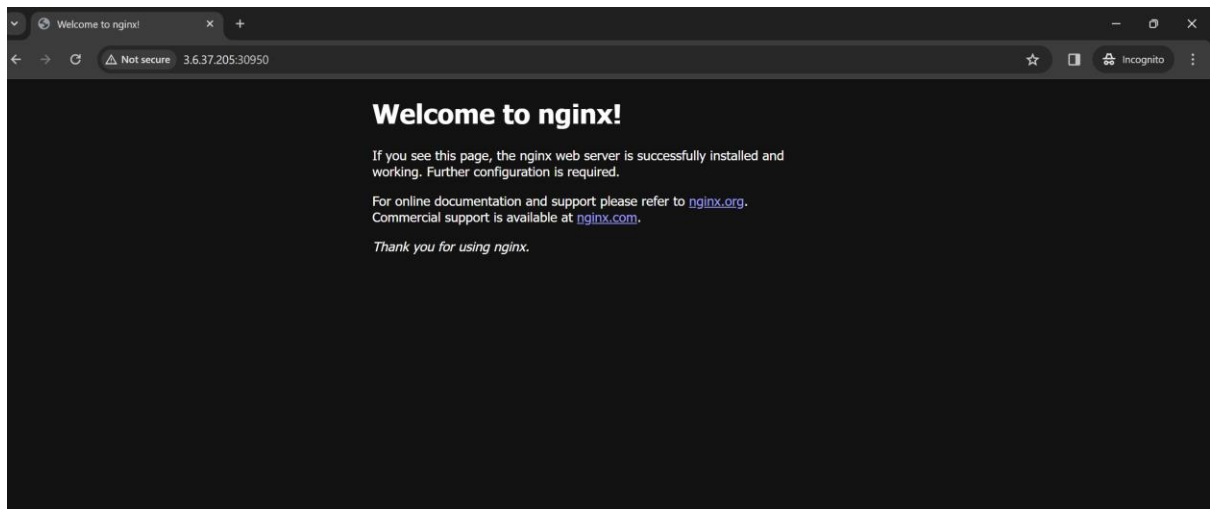 Welcome to nginx!
Not secure 3.6.37.205:30950
Incognito
Welcome to nginx!
If you see this page, the nginx web server is successfully installed and
working. Further configuration is required.
For online documentation and support please refer to nginx.org.
Commercial support is available at nginx.com.
Thank you for using nginx.